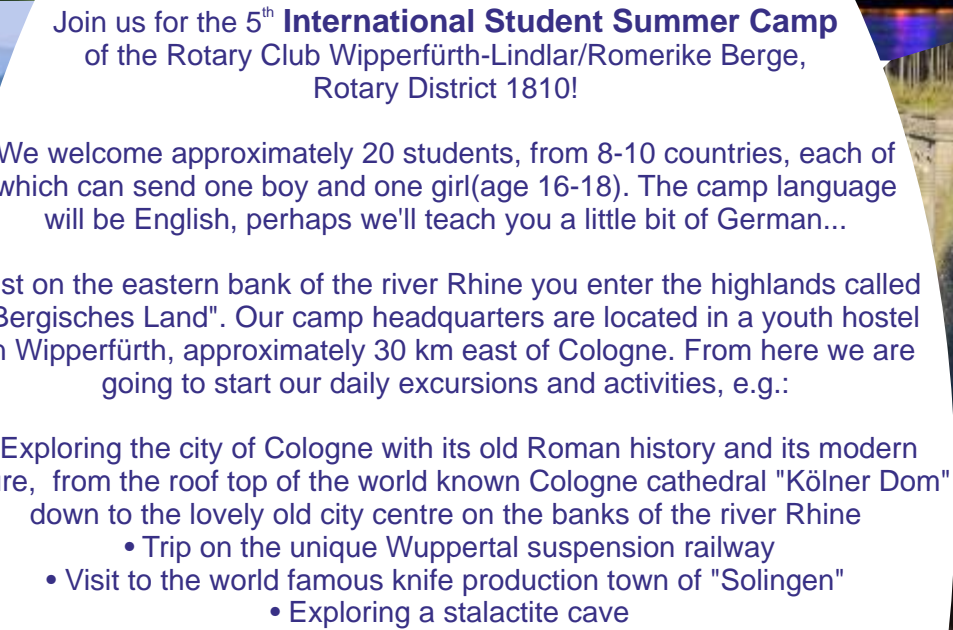 Join us for the 5th International Student Summer Camp
of the Rotary Club Wipperfürth-Lindlar/Romerike Berge,
Rotary District 1810!
We welcome approximately 20 students, from 8-10 countries, each of
which can send one boy and one girl(age 16-18). The camp language
will be English, perhaps we'll teach you a little bit of German...
st on the eastern bank of the river Rhine you enter the highlands called
Bergisches Land". Our camp headquarters are located in a youth hostel
n Wipperfürth, approximately 30 km east of Cologne. From here we are
going to start our daily excursions and activities, e.g.:
Exploring the city of Cologne with its old Roman history and its modern
re, from the roof top of the world known Cologne cathedral "Kölner Dom"
down to the lovely old city centre on the banks of the river Rhine
• Trip on the unique Wuppertal suspension railway
• Visit to the world famous knife production town of "Solingen"
• Exploring a stalactite cave